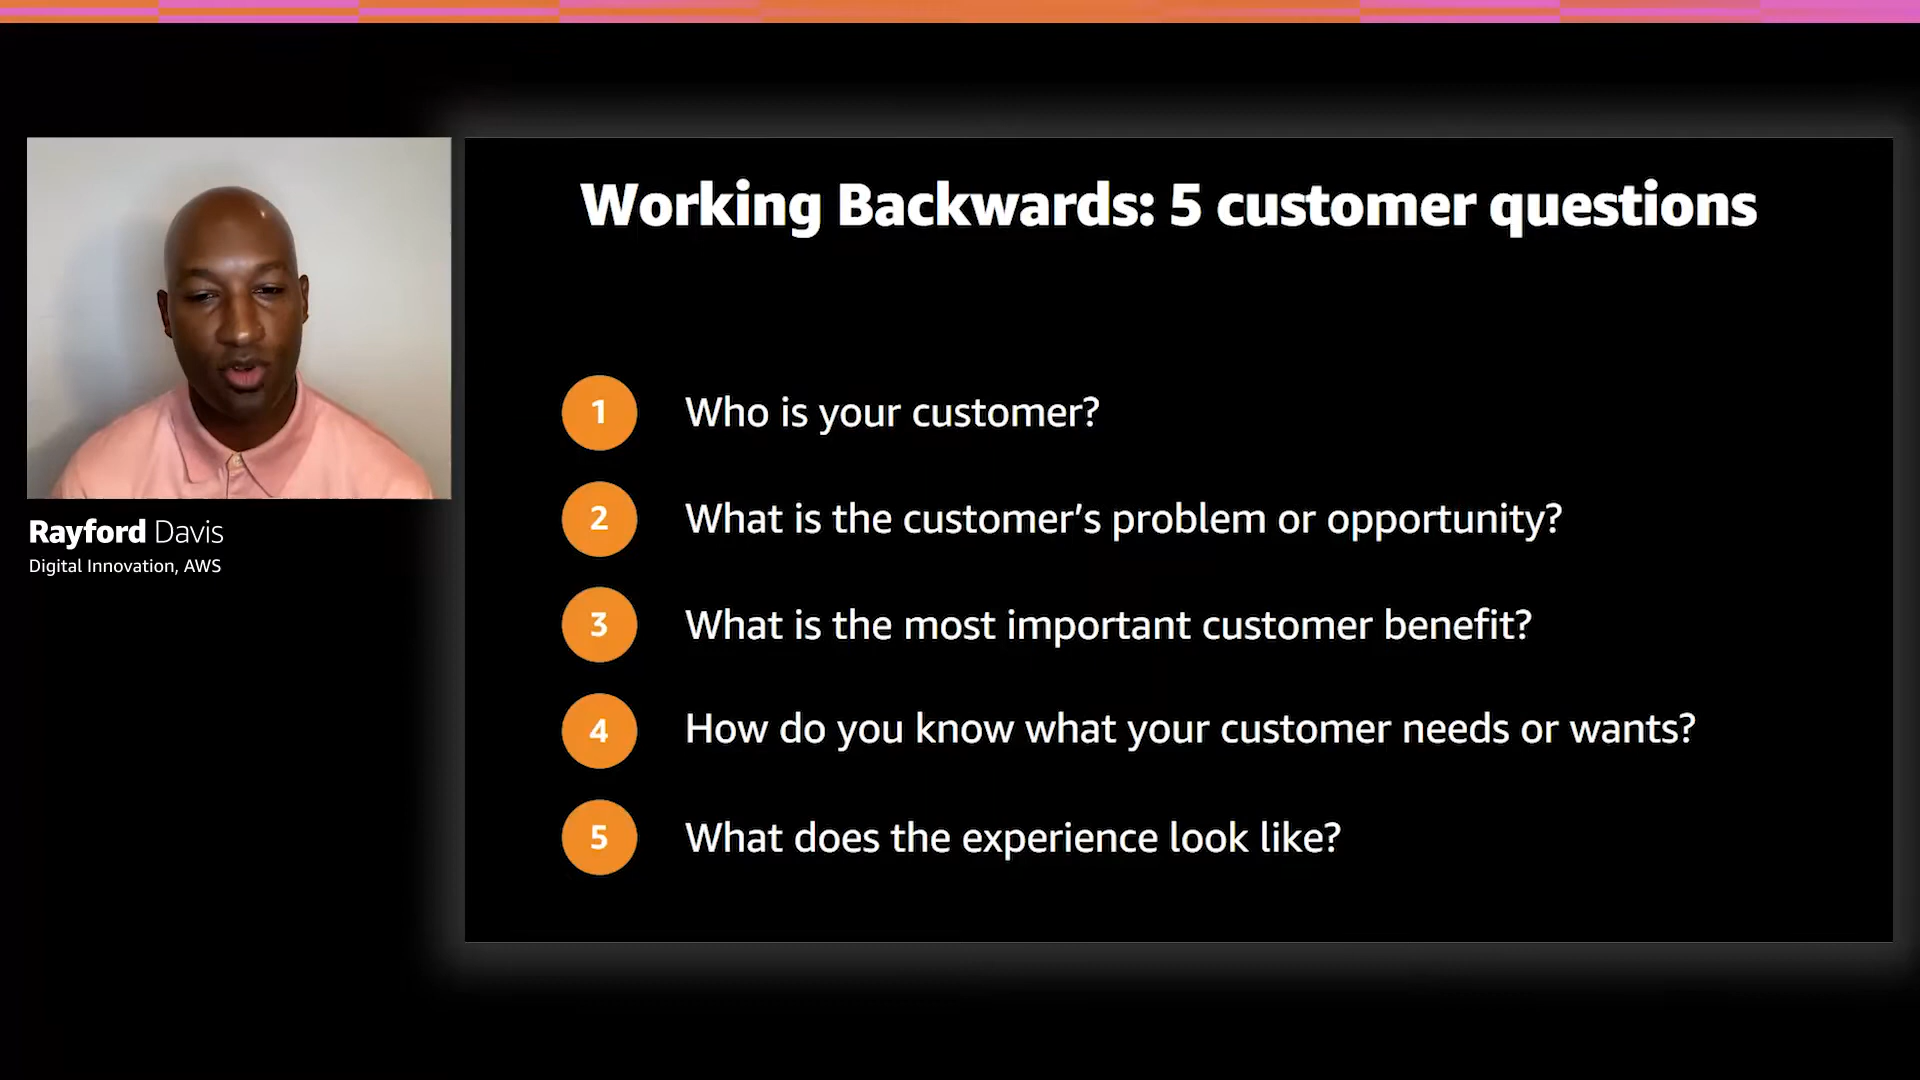 Working Backwards: 5 customer questions
1 Who is your customer?
2 What is the customer’s problem or opportunity?
3 What is the most important customer benefit?
4 How do you know what your customer needs or wants?
5 What does the experience look like?
Rayford Davis
Digital Innovation, AWS